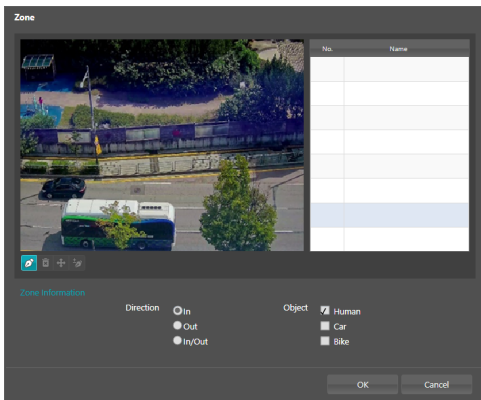 Zone
No. Name
Zone Information
Direction In Object Human
Out Car
In/Out Bike
OK Cancel